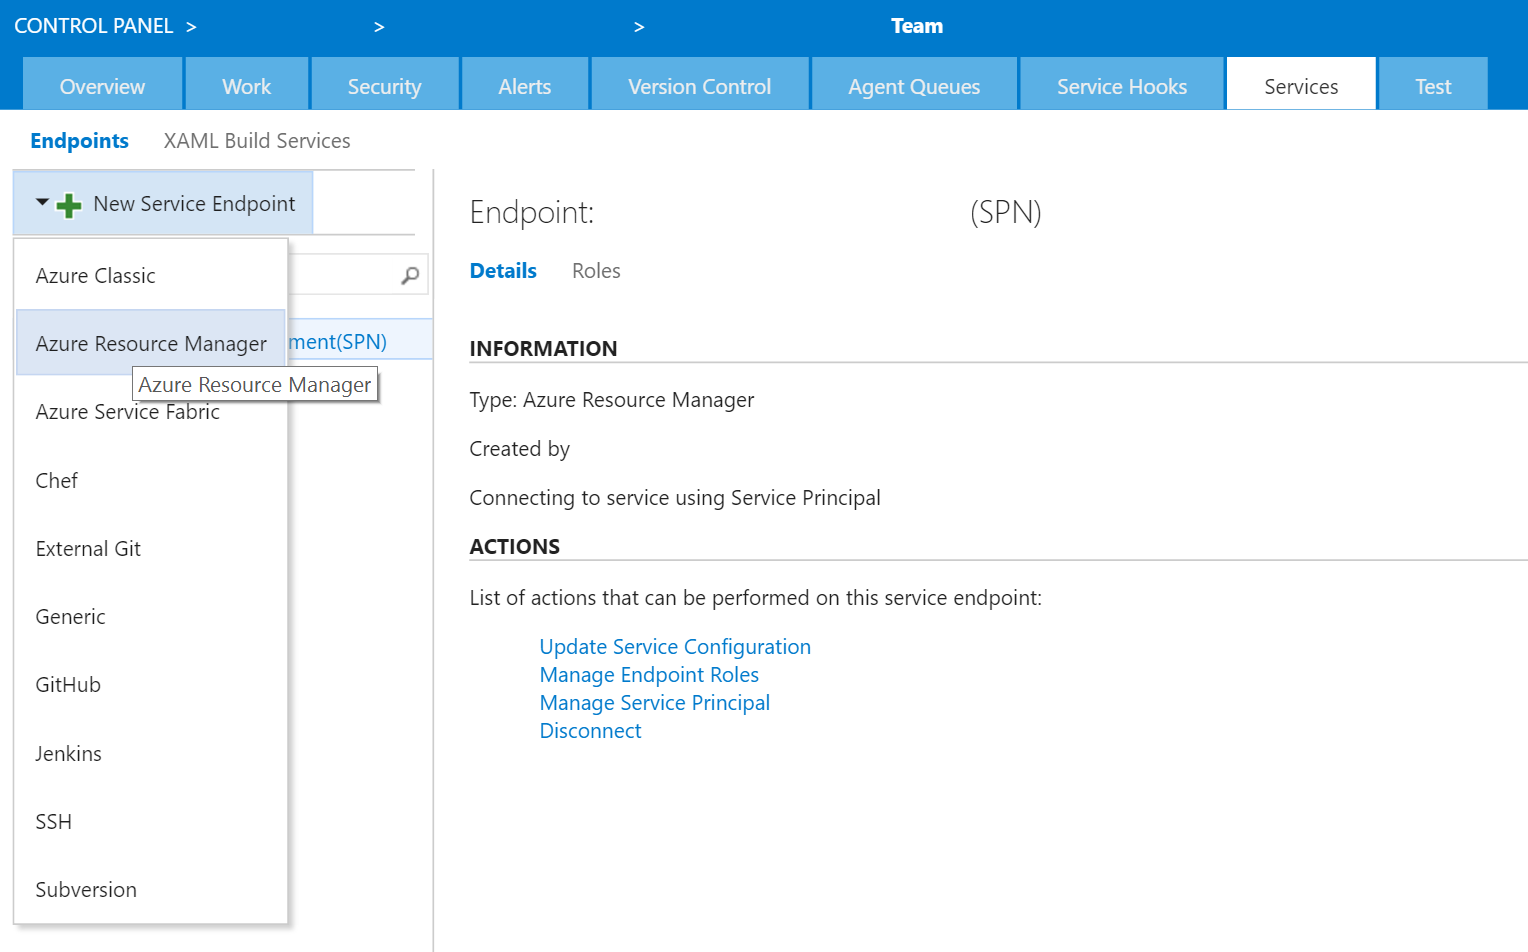 CONTROL PANEL > > > Team
Overview Work Security Alerts Version Control Agent Queues Service Hooks Services Test
Endpoints XAML Build Services
New Service Endpoint
Azure Classic
Azure Resource Manager
Azure Resource Manager
Azure Service Fabric
Chef
External Git
Generic
GitHub
Jenkins
SSH
Subversion
ment(SPN)
Endpoint: (SPN)
Details Roles
INFORMATION
Type: Azure Resource Manager
Created by
Connecting to service using Service Principal
ACTIONS
List of actions that can be performed on this service endpoint:
Update Service Configuration
Manage Endpoint Roles
Manage Service Principal
Disconnect